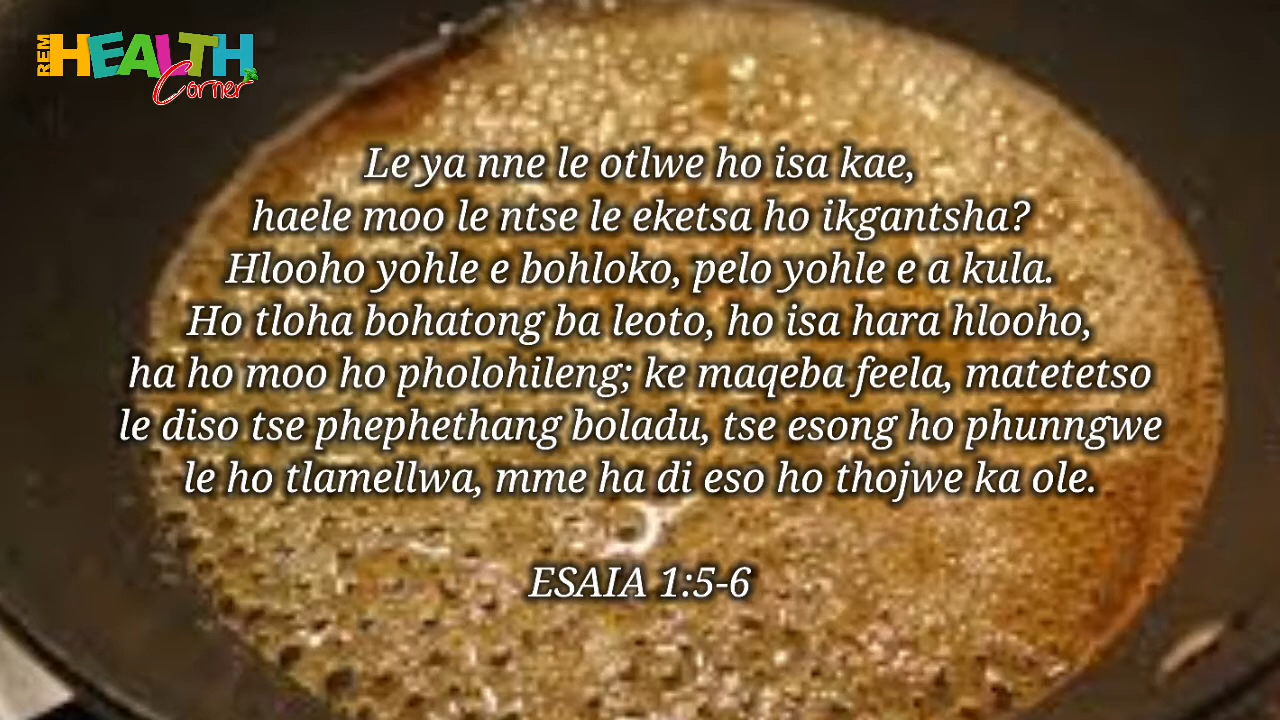 REM HEALTH
Corner
Le ya nne le otlwe ho isa kae,
haele moo le ntse le eketsa ho ikgantsha?
Hlooho yohle e bohloko, pelo yohle e a kula.
Ho tloha bohatong ba leoto, ho isa hara hlooho,
ha ho moo ho pholohileng; ke maqeba feela, matetetso
le diso tse phephethang boladu, tse esong ho phunngwe
le ho tlamellwa, mme ha di eso ho thojwe ka ole.
ESAIA 1:5-6